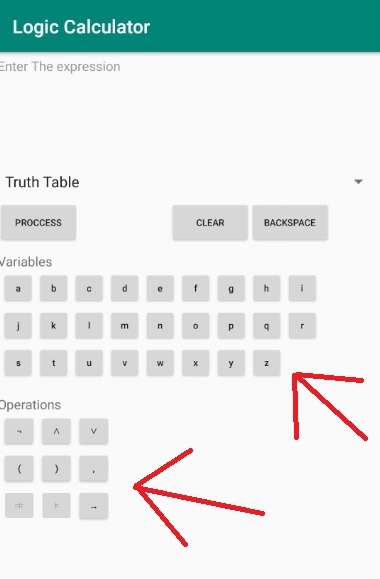 Logic Calculator
Enter The expression
Truth Table
PROCCESS CLEAR BACKSPACE
Variables
a b c d e f g h i
j k l m n o p q r
s t u v w x y z
Operations
¬ ∧ ∨
( ) ,
→